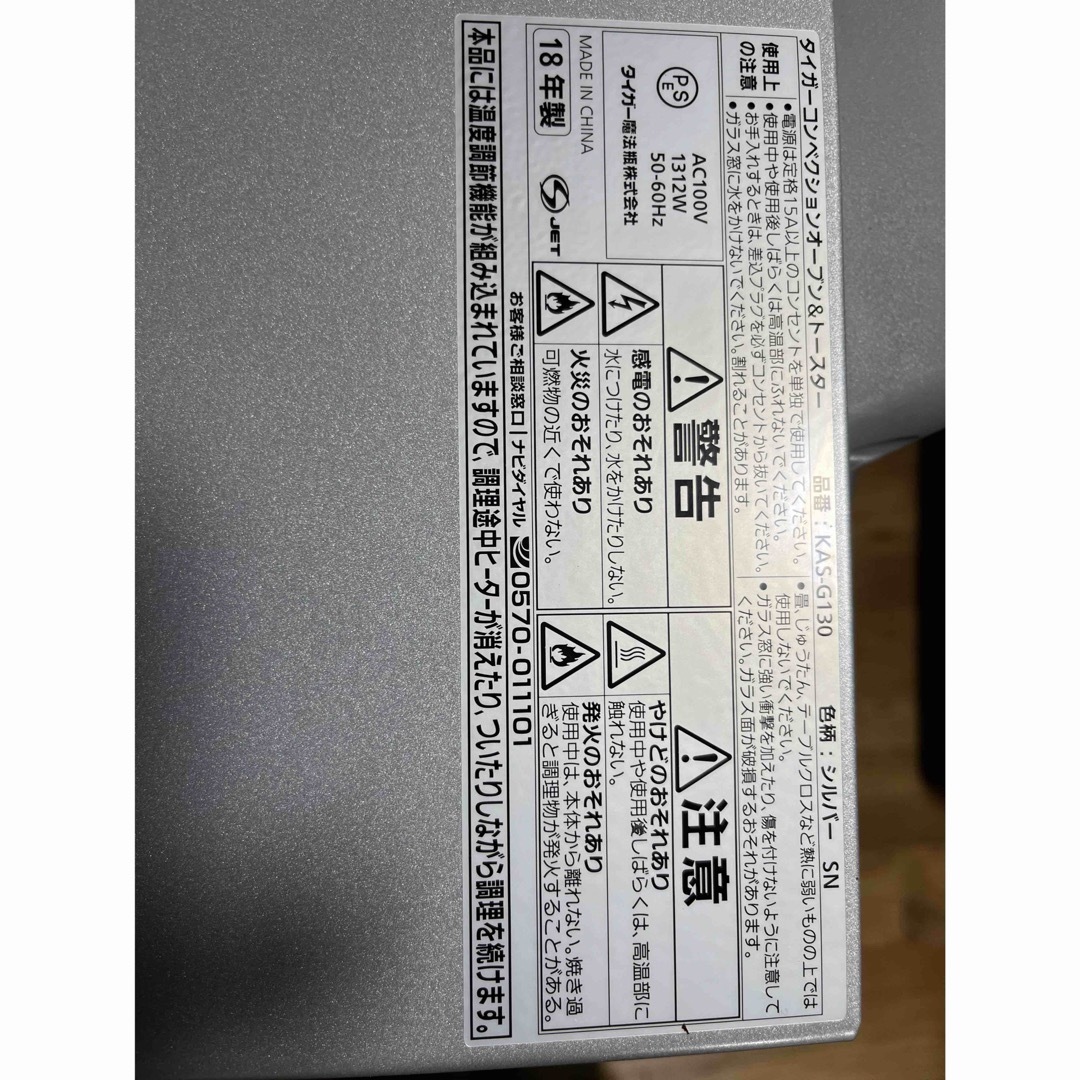 タイガーコンベクションオーブン&トースター 品番:KAS-G130 色柄:シルバー SN
使用上
の注意
●電源は定格15A以上のコンセントを単独で使用してください。
●使用中や使用後しばらくは高温部にふれないでください。
●お手入れするときは、差込プラグを必ずコンセントから抜いてください。
●ガラス窓に水をかけないでください。割れることがあります。
●畳、じゅうたん、テーブルクロスなど熱に弱いものの上では
使用しないでください。
●ガラス窓に強い衝撃を加えたり、傷を付けないように注意して
ください。ガラス面が破損するおそれがあります。
PSE
AC100V
1312W
50-60Hz
タイガー魔法瓶株式会社
MADE IN CHINA
18年製
JET
警告
感電のおそれあり
水につけたり、水をかけたりしない。
火災のおそれあり
可燃物の近くで使わない。
注意
やけどのおそれあり
使用中や使用後しばらくは、高温部に
触れない。
発火のおそれあり
使用中は、本体から離れない。焼き過
ぎると調理物が発火することがある。
お客様ご相談窓口|ナビダイヤル 0570-011101
本品には温度調節機能が組み込まれていますので、調理途中ヒーターが消えたり、ついたりしながら調理を続けます。